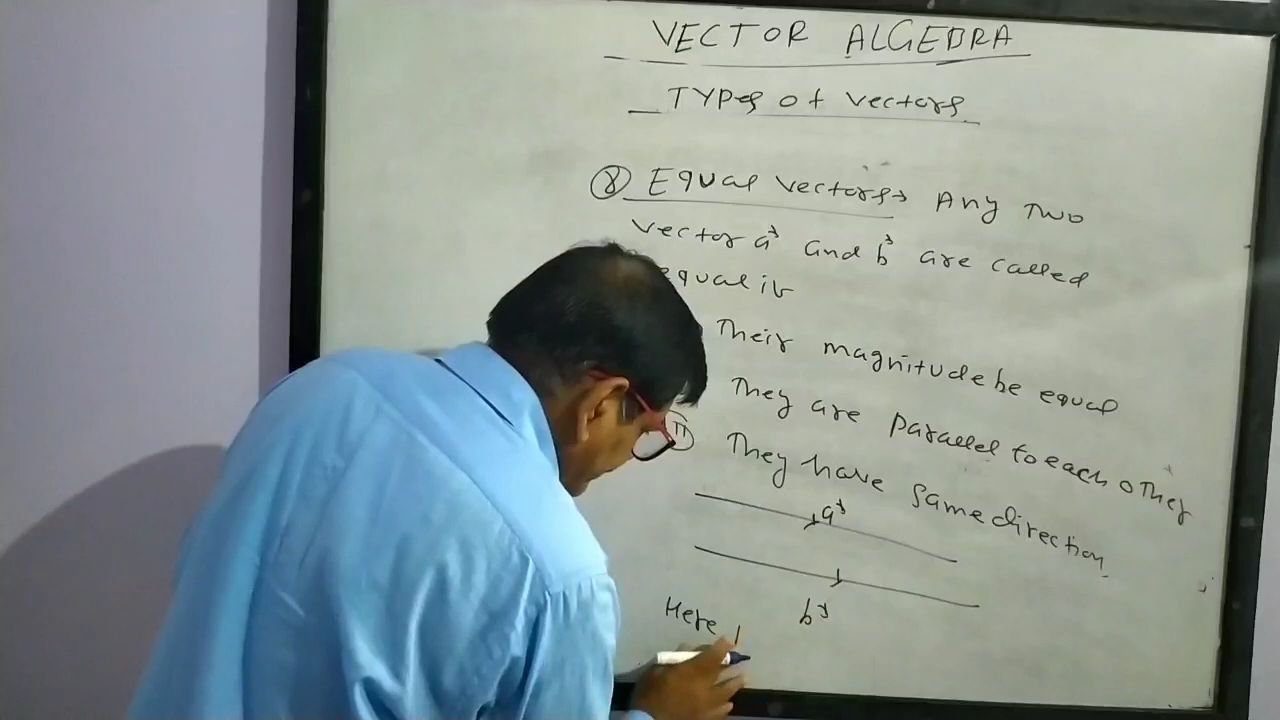 VECTOR ALGEBRA
TYPes of vectors
⑧ Equal vectors→ Any Two
vector a⃗ and b⃗ are called
equal if
Their magnitude be equal
They are parallel to each other
They have same direction
a⃗
b⃗
Here |